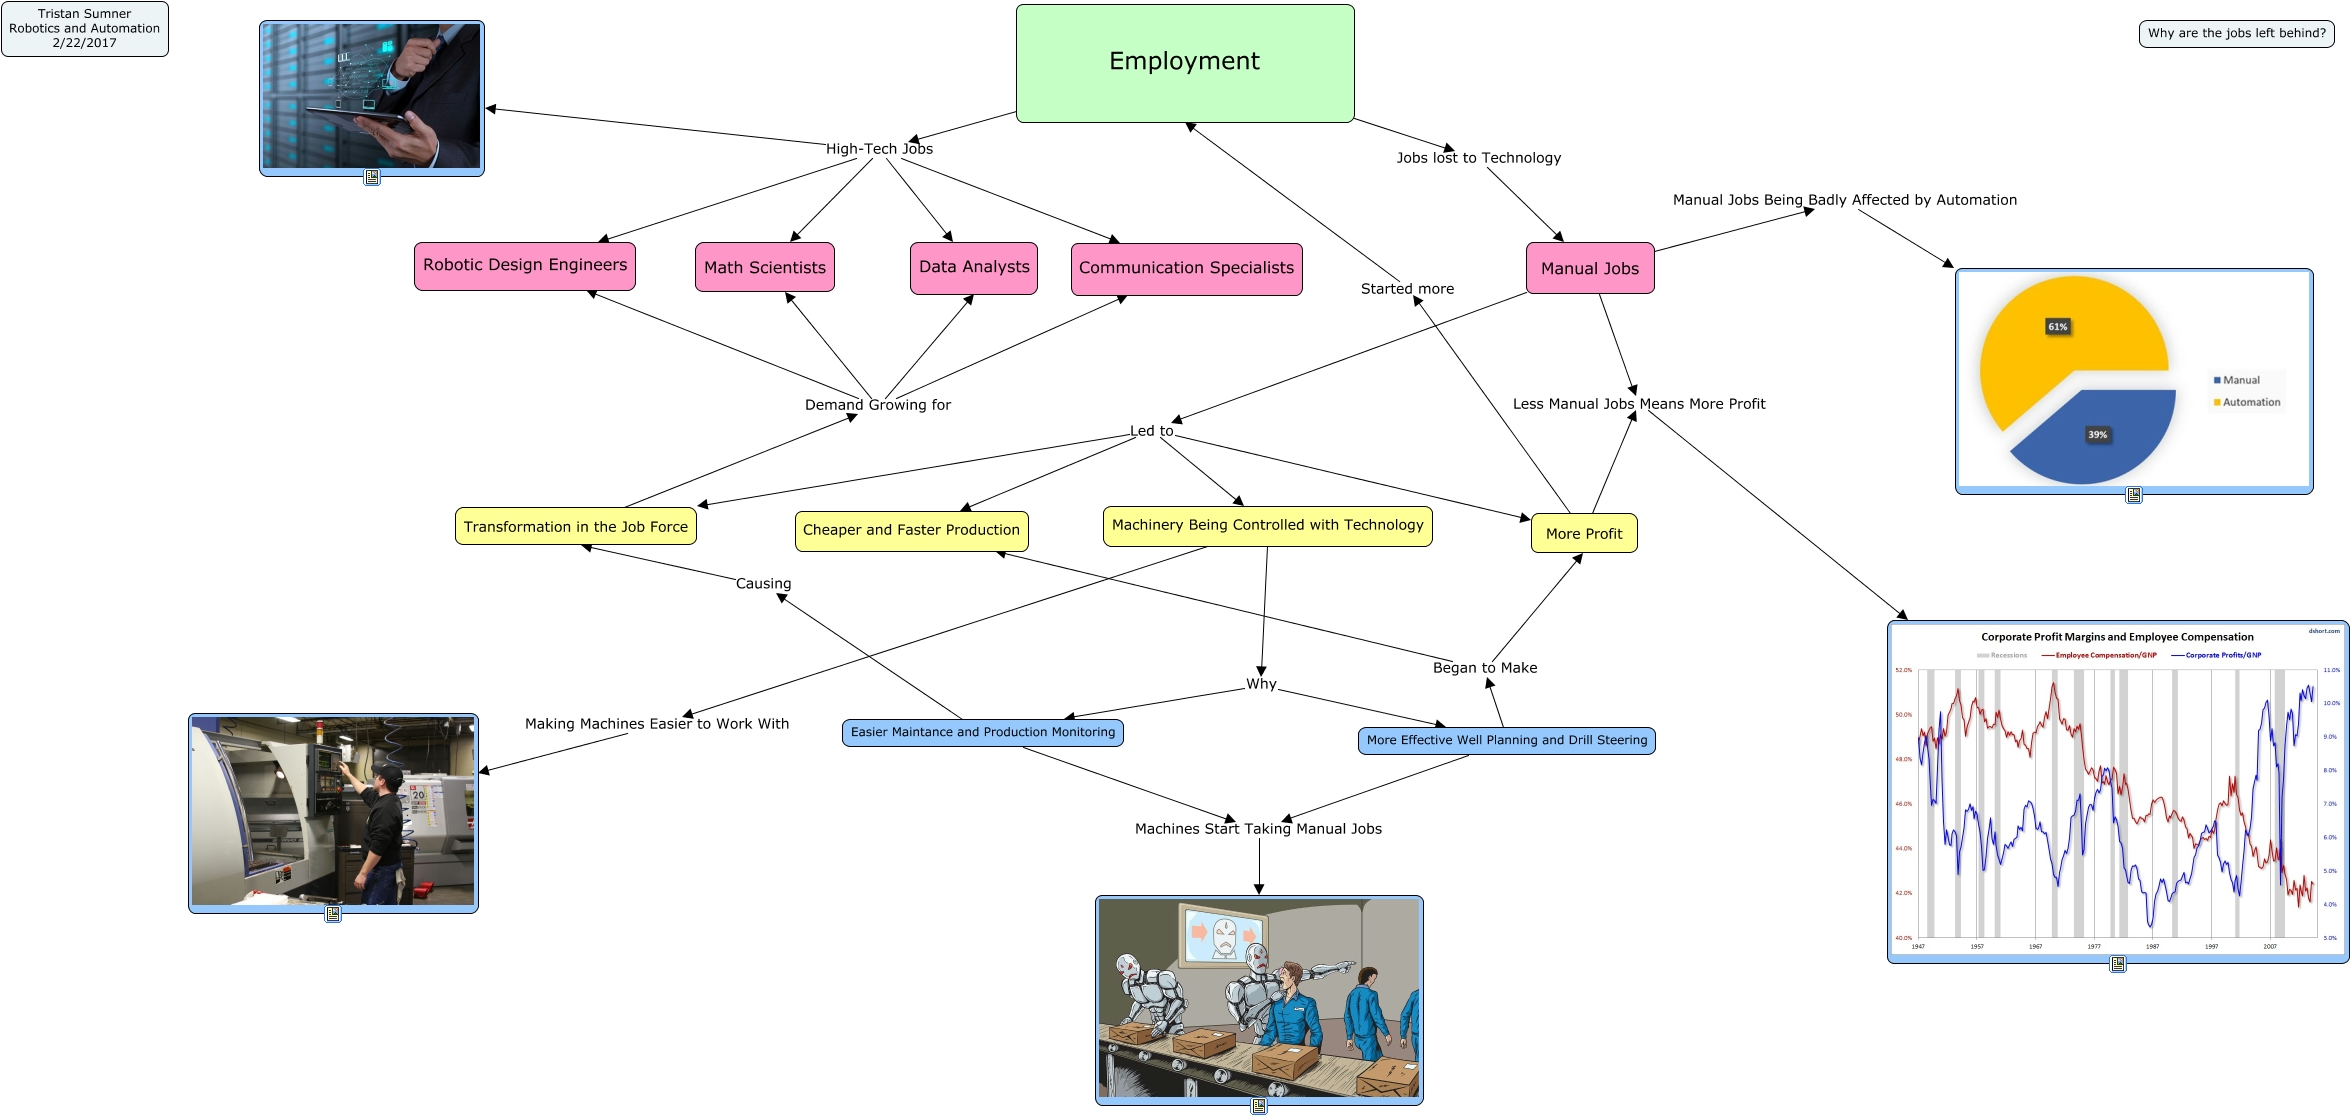 Tristan Sumner
Robotics and Automation
2/22/2017
Employment
Why are the jobs left behind?
High-Tech Jobs
Jobs lost to Technology
Manual Jobs Being Badly Affected by Automation
Robotic Design Engineers
Math Scientists
Data Analysts
Communication Specialists
Manual Jobs
Started more
61%
39%
Manual
Automation
Demand Growing for
Less Manual Jobs Means More Profit
Led to
Transformation in the Job Force
Cheaper and Faster Production
Machinery Being Controlled with Technology
More Profit
Causing
Began to Make
Why
Making Machines Easier to Work With
Easier Maintance and Production Monitoring
More Effective Well Planning and Drill Steering
Machines Start Taking Manual Jobs
20
dshort.com
Corporate Profit Margins and Employee Compensation
Recessions Employee Compensation/GNP Corporate Profits/GNP
52.0% 11.0%
50.0% 10.0%
48.0% 9.0%
46.0% 8.0%
44.0% 7.0%
42.0% 6.0%
40.0% 5.0%
4.0%
3.0%
1947 1957 1967 1977 1987 1997 2007